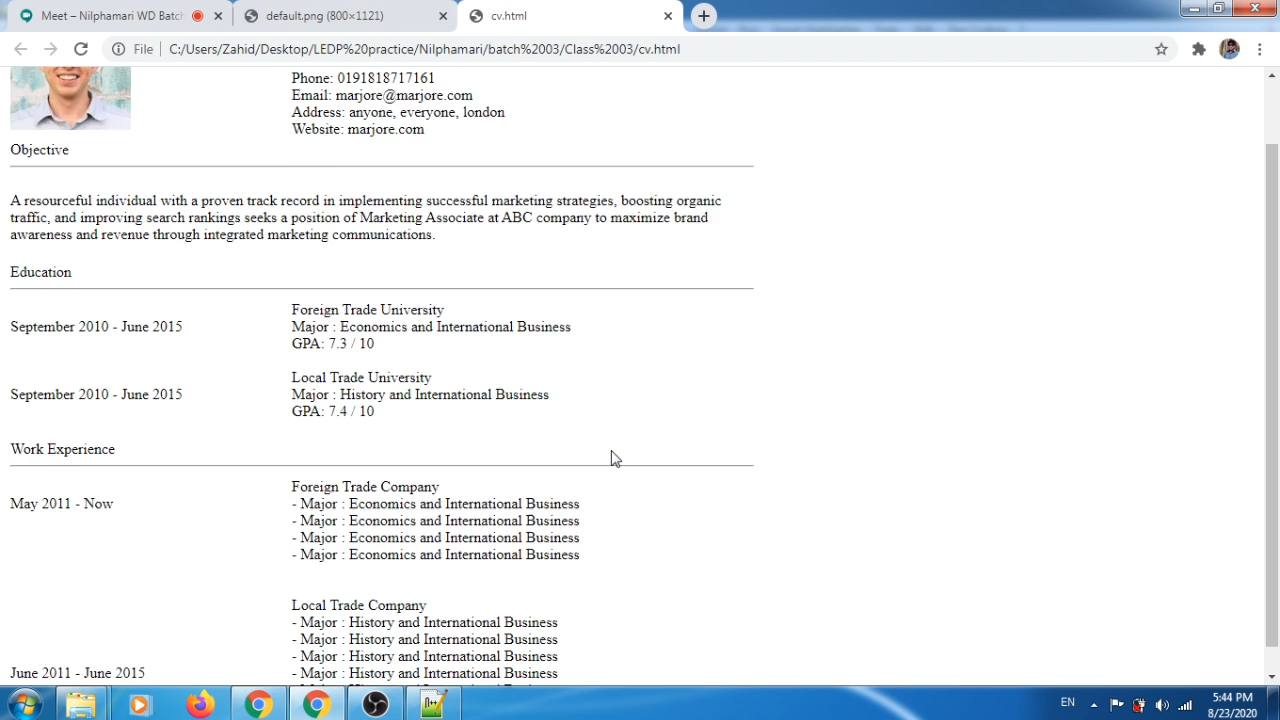 Meet – Nilphamari WD Batch
default.png (800×1121)
cv.html
File
C:/Users/Zahid/Desktop/LEDP%20practice/Nilphamari/batch%2003/Class%2003/cv.html
Phone: 0191818717161
Email: marjore@marjore.com
Address: anyone, everyone, london
Website: marjore.com
Objective
A resourceful individual with a proven track record in implementing successful marketing strategies, boosting organic
traffic, and improving search rankings seeks a position of Marketing Associate at ABC company to maximize brand
awareness and revenue through integrated marketing communications.
Education
Foreign Trade University
September 2010 - June 2015
Major : Economics and International Business
GPA: 7.3 / 10
Local Trade University
September 2010 - June 2015
Major : History and International Business
GPA: 7.4 / 10
Work Experience
Foreign Trade Company
May 2011 - Now
- Major : Economics and International Business
- Major : Economics and International Business
- Major : Economics and International Business
- Major : Economics and International Business
Local Trade Company
- Major : History and International Business
- Major : History and International Business
- Major : History and International Business
June 2011 - June 2015
- Major : History and International Business
EN
5:44 PM
8/23/2020